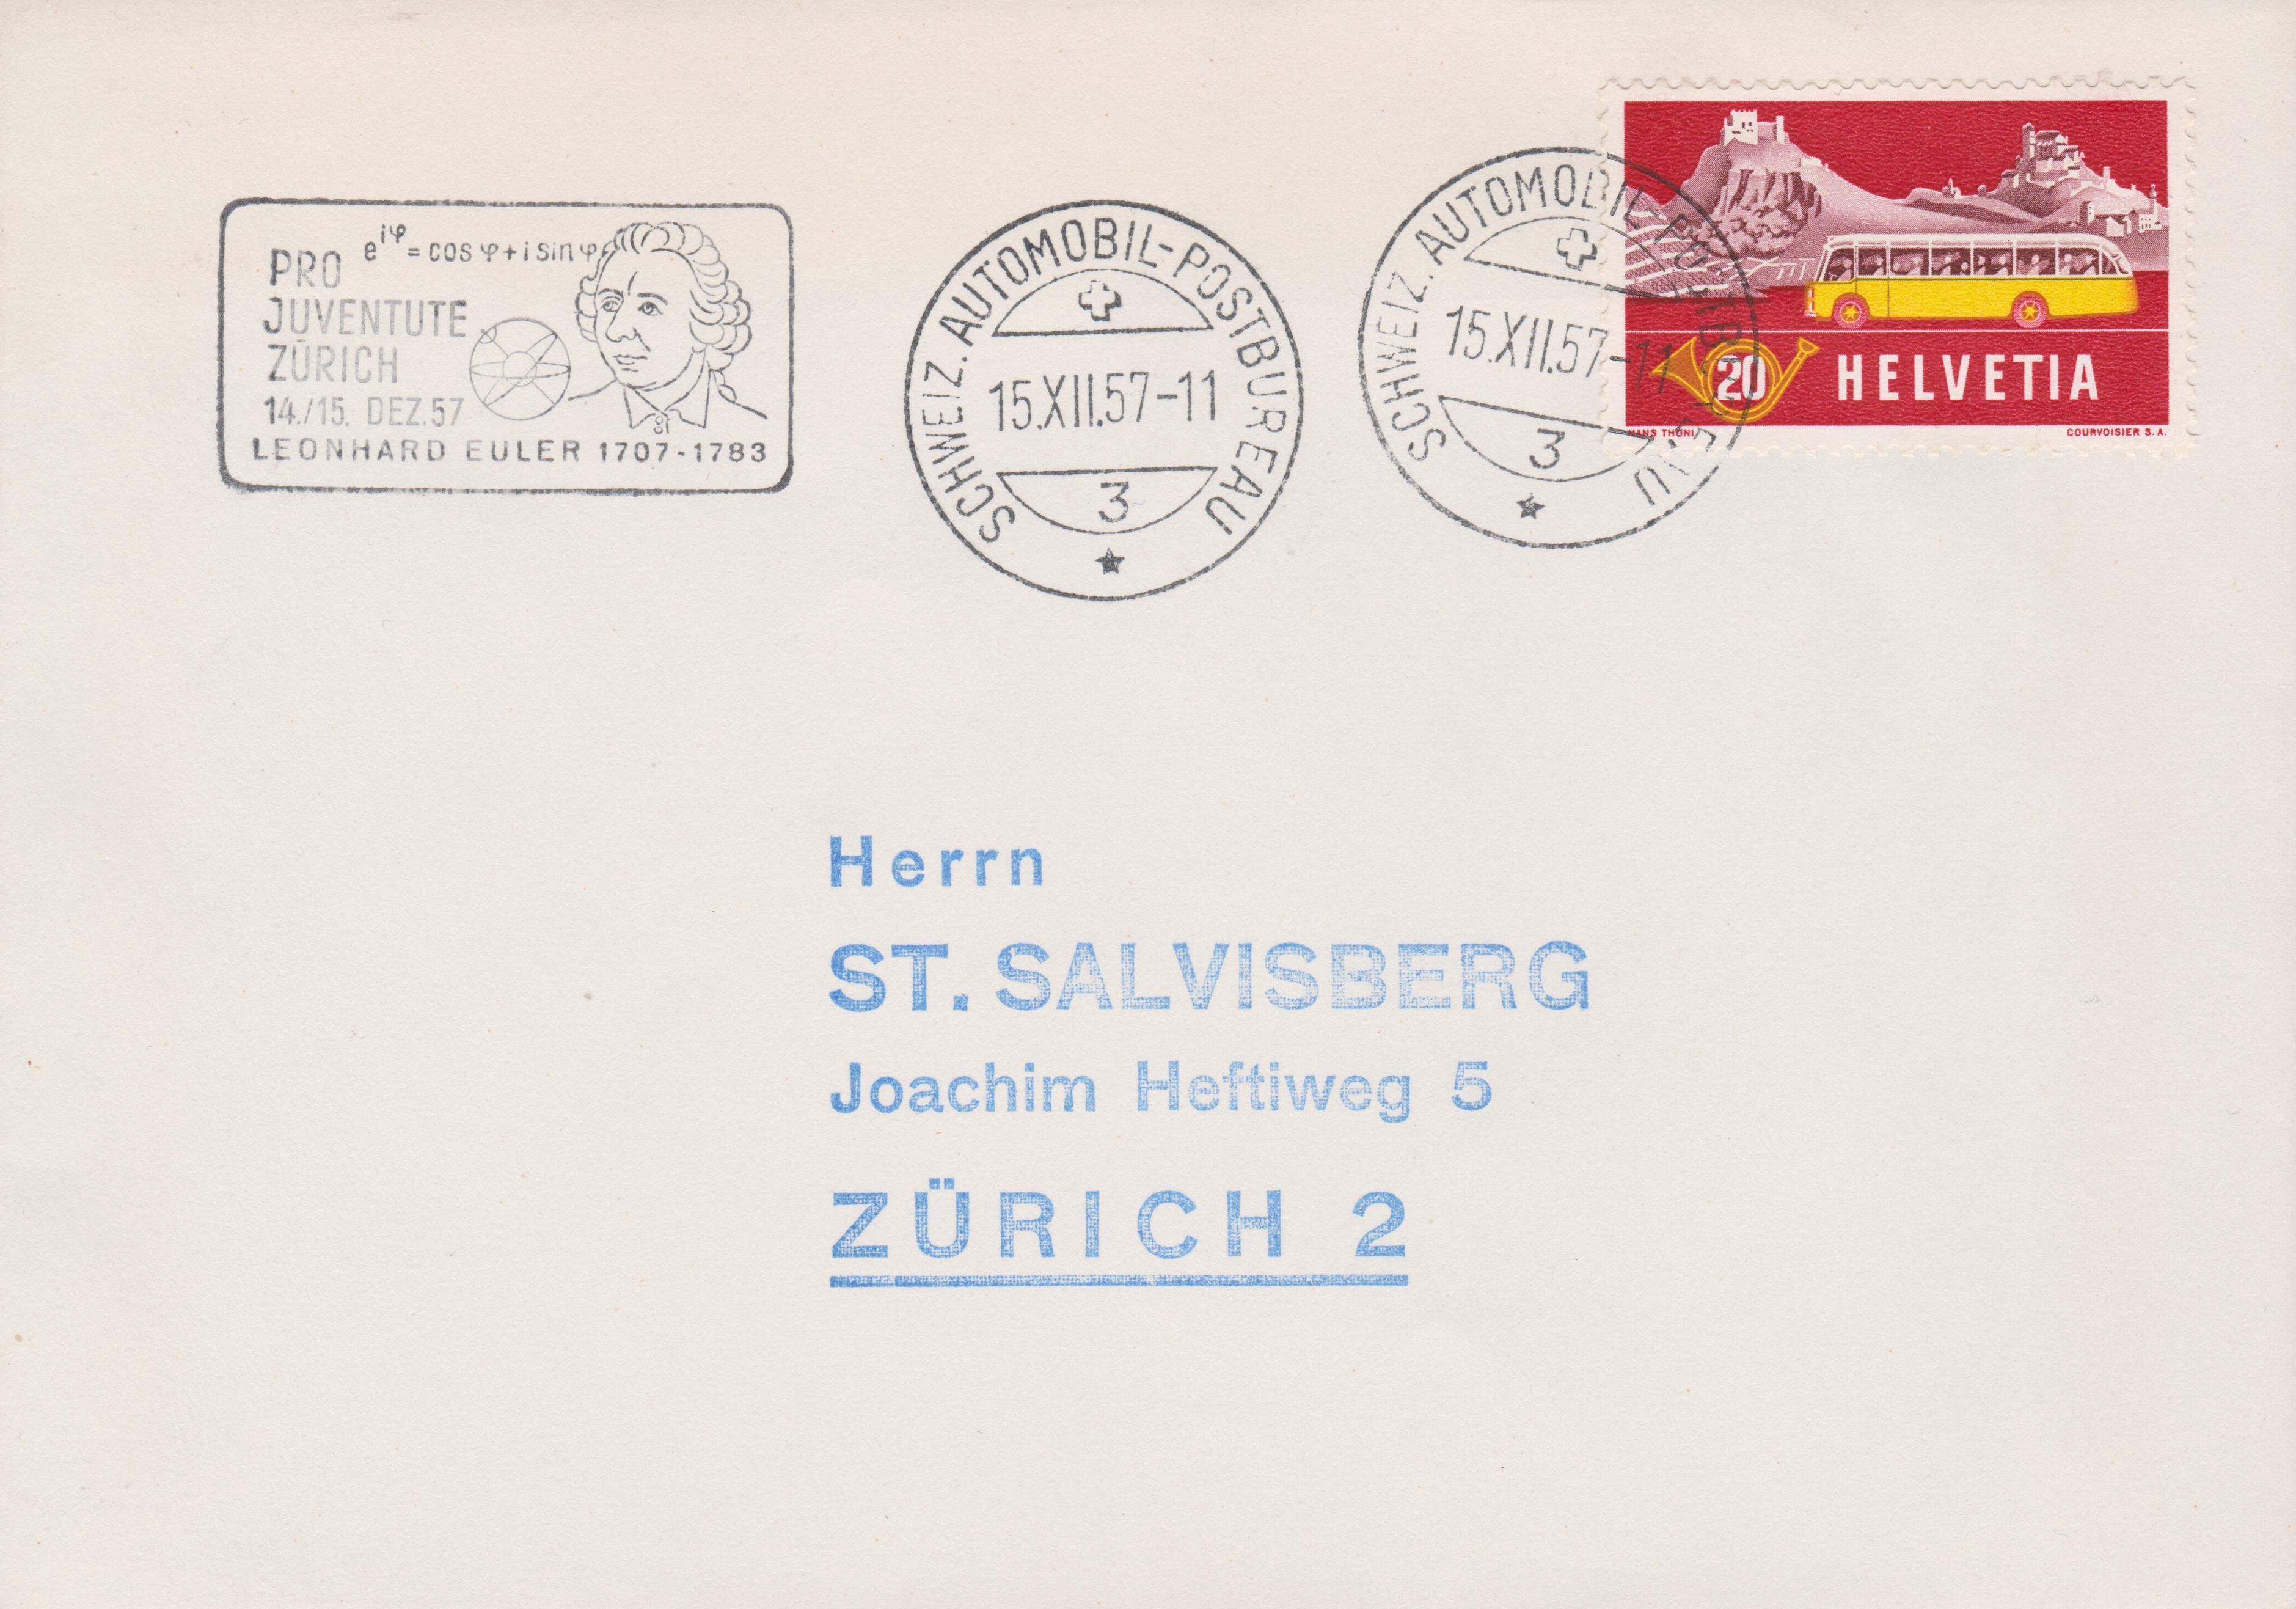 PRO
e^iφ = cos φ + i sin φ
JUVENTUTE
ZÜRICH
14./15. DEZ.57
LEONHARD EULER 1707-1783
SCHWEIZ. AUTOMOBIL-POSTBUREAU
15.XII.57-11
3
SCHWEIZ. AUTOMOBIL-POSTBUREAU
15.XII.57-11
3
20 HELVETIA
HANS THÖNI COURVOISIER S.A.
Herrn
ST. SALVISBERG
Joachim Heftiweg 5
ZÜRICH 2